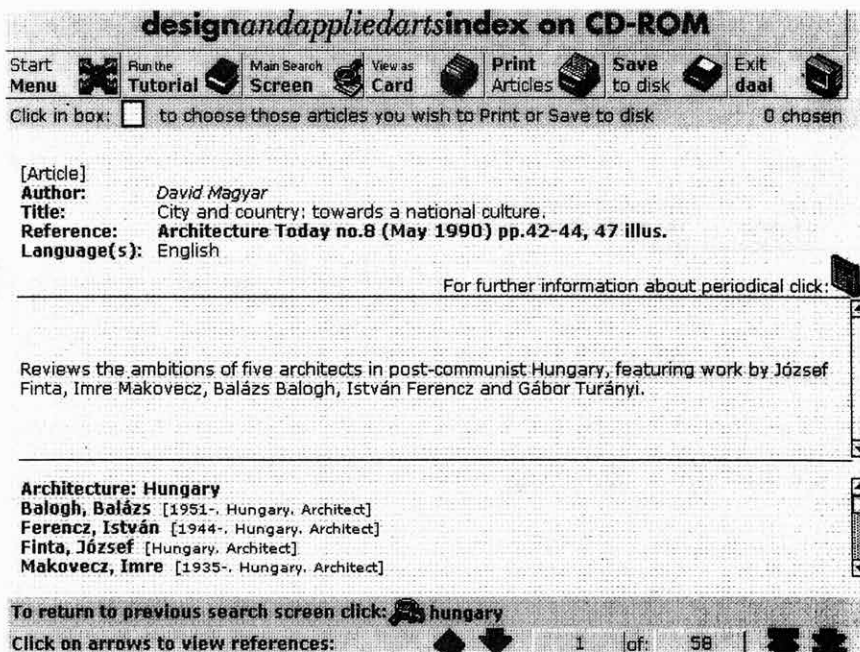 designandappliedartsindex on CD-ROM
Start Menu Run the Tutorial Main Search Screen View as Card Print Articles Save to disk Exit daai
Click in box: to choose those articles you wish to Print or Save to disk 0 chosen
[Article]
Author: David Magyar
Title: City and country: towards a national culture.
Reference: Architecture Today no.8 (May 1990) pp.42-44, 47 illus.
Language(s): English
For further information about periodical click:
Reviews the ambitions of five architects in post-communist Hungary, featuring work by József
Finta, Imre Makovecz, Balázs Balogh, István Ferencz and Gábor Turányi.
Architecture: Hungary
Balogh, Balázs [1951-. Hungary. Architect]
Ferencz, István [1944-. Hungary. Architect]
Finta, József [Hungary. Architect]
Makovecz, Imre [1935-. Hungary. Architect]
To return to previous search screen click: hungary
Click on arrows to view references: 1 of: 58